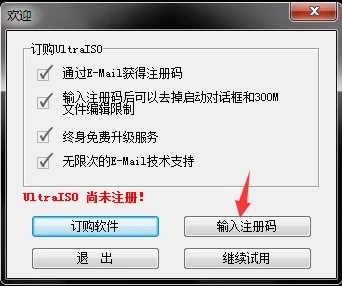 欢迎
订购UltraISO
通过E-Mail获得注册码
输入注册码后可以去掉启动对话框和300M
文件编辑限制
终身免费升级服务
无限次的E-Mail技术支持
UltraISO 尚未注册!
订购软件
输入注册码
退 出
继续试用